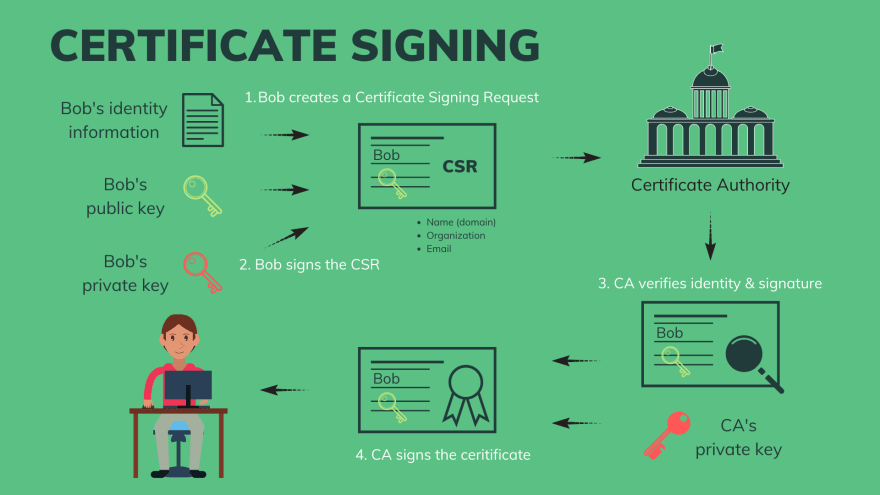 CERTIFICATE SIGNING
Bob's identity
information
1.Bob creates a Certificate Signing Request
Bob
CSR
Certificate Authority
Bob's
public key
Name (domain)
Organization
Email
Bob's
private key
2. Bob signs the CSR
3. CA verifies identity & signature
Bob
Bob
CA's
private key
4. CA signs the ceritificate